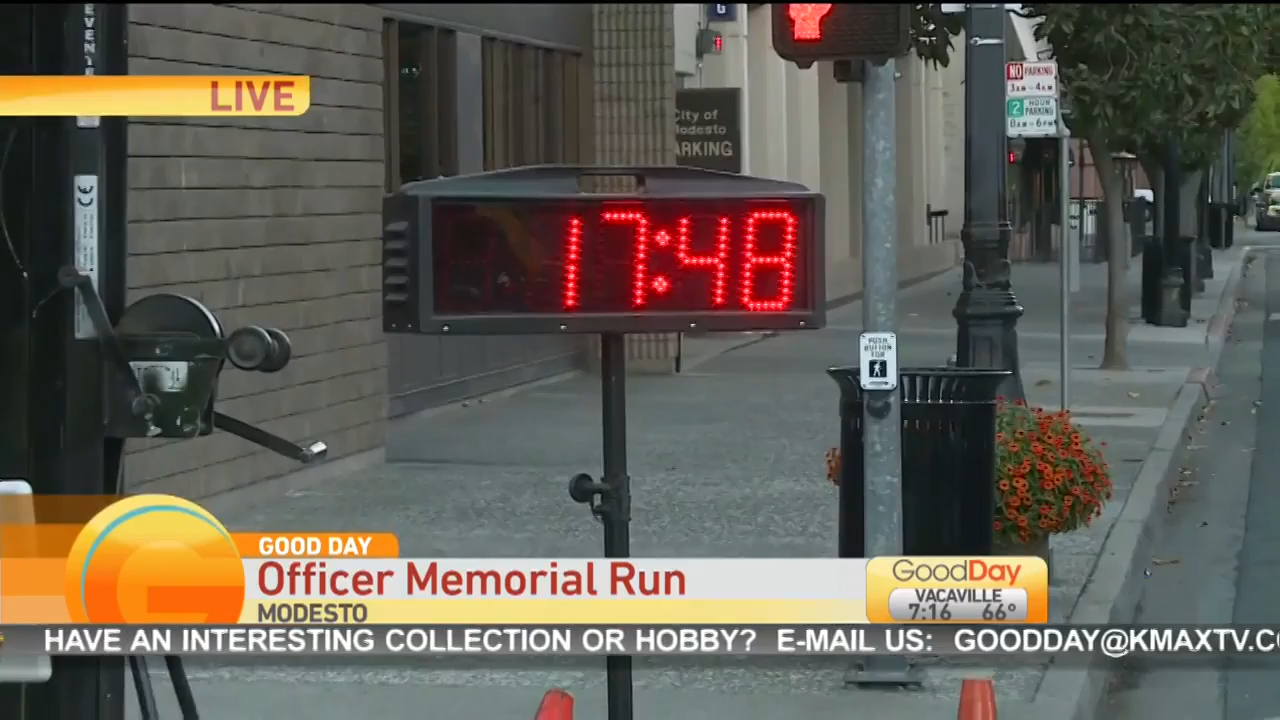 LIVE
G
City of
Modesto
PARKING
NO PARKING
3AM - 4AM
2 HOUR PARKING
8AM - 6PM
17:48
PUSH
BUTTON
FOR
GOOD DAY
Officer Memorial Run
MODESTO
GoodDay
VACAVILLE
7:16 66°
HAVE AN INTERESTING COLLECTION OR HOBBY? E-MAIL US: GOODDAY@KMAXTV.CO